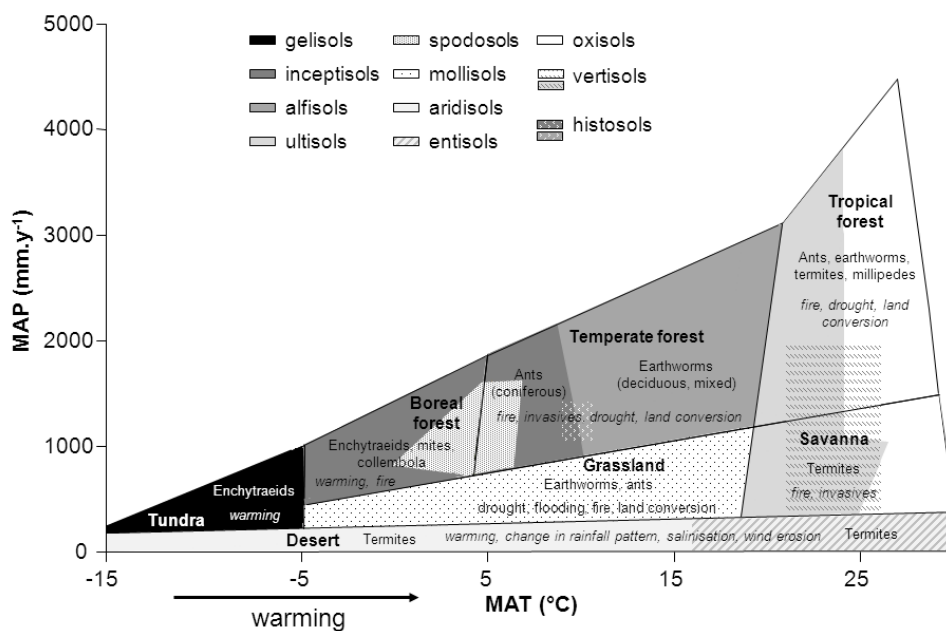 5000
4000
3000
2000
1000
0
MAP (mm.y⁻¹)
gelisols
inceptisols
alfisols
ultisols
spodosols
mollisols
aridisols
entisols
oxisols
vertisols
histosols
Tropical
forest
Ants, earthworms,
termites, millipedes
fire, drought, land
conversion
Temperate forest
Earthworms
(deciduous, mixed)
Ants
(coniferous)
fire, invasives drought, land conversion
Boreal
forest
Enchytraeids, mites,
collembola
warming, fire
Savanna
Termites
fire, invasives
Grassland
Earthworms, ants
drought, flooding, fire, land conversion
Enchytraeids
warming
Tundra
Desert
Termites
warming, change in rainfall pattern, salinisation, wind erosion
Termites
-15
-5
5
15
25
MAT (°C)
warming